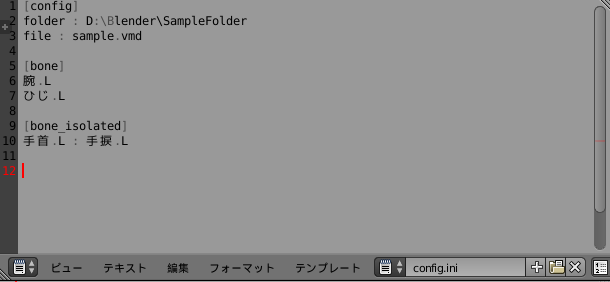 1 [config]
2 folder : D:\Blender\SampleFolder
3 file : sample.vmd
4
5 [bone]
6 腕.L
7 ひじ.L
8
9 [bone_isolated]
10 手首.L : 手捩.L
11
12
ビュー テキスト 編集 フォーマット テンプレート config.ini